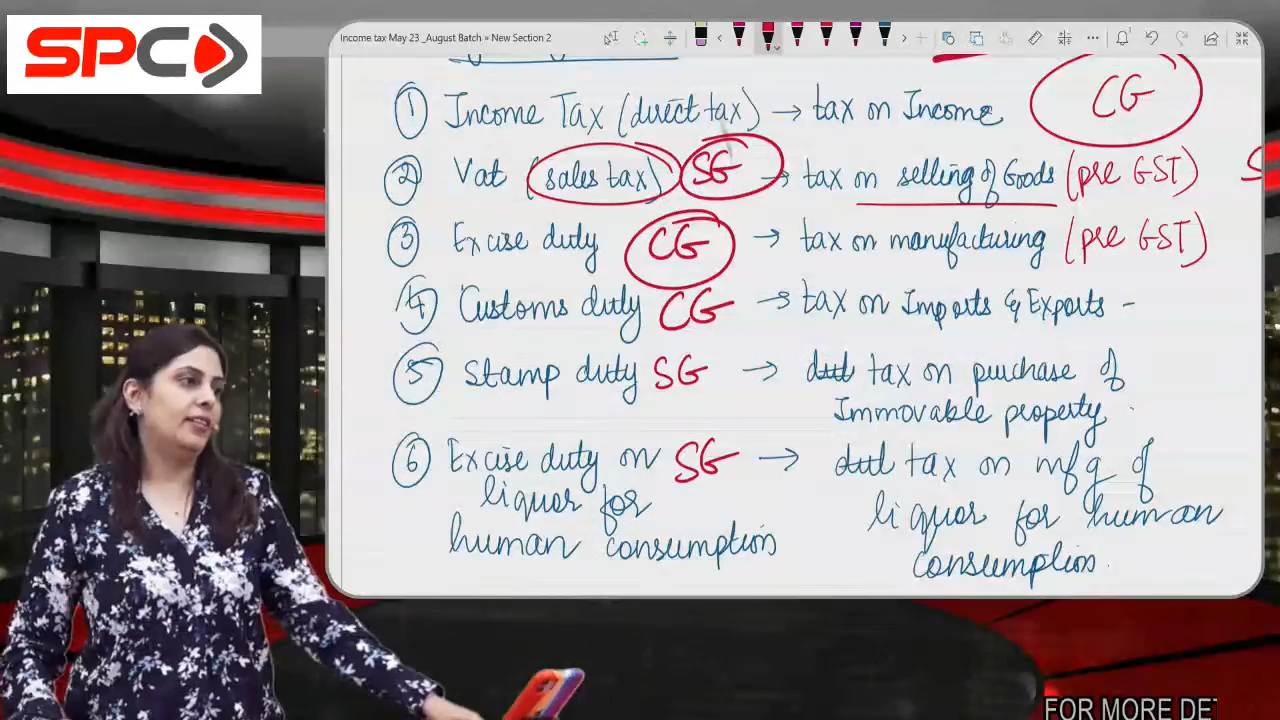 SPC
Income tax May 23 _August Batch » New Section 2
① Income Tax (direct tax) → tax on Income CG
② Vat (sales tax) SG → tax on selling of Goods (pre GST) S
③ Excise duty CG → tax on manufacturing (pre GST)
④ Customs duty CG → tax on Imports & Exports -
⑤ Stamp duty SG → tax on purchase of
Immovable property
⑥ Excise duty on SG → tax on mfg of
liquor for liquor for human
human consumption consumption
FOR MORE DE